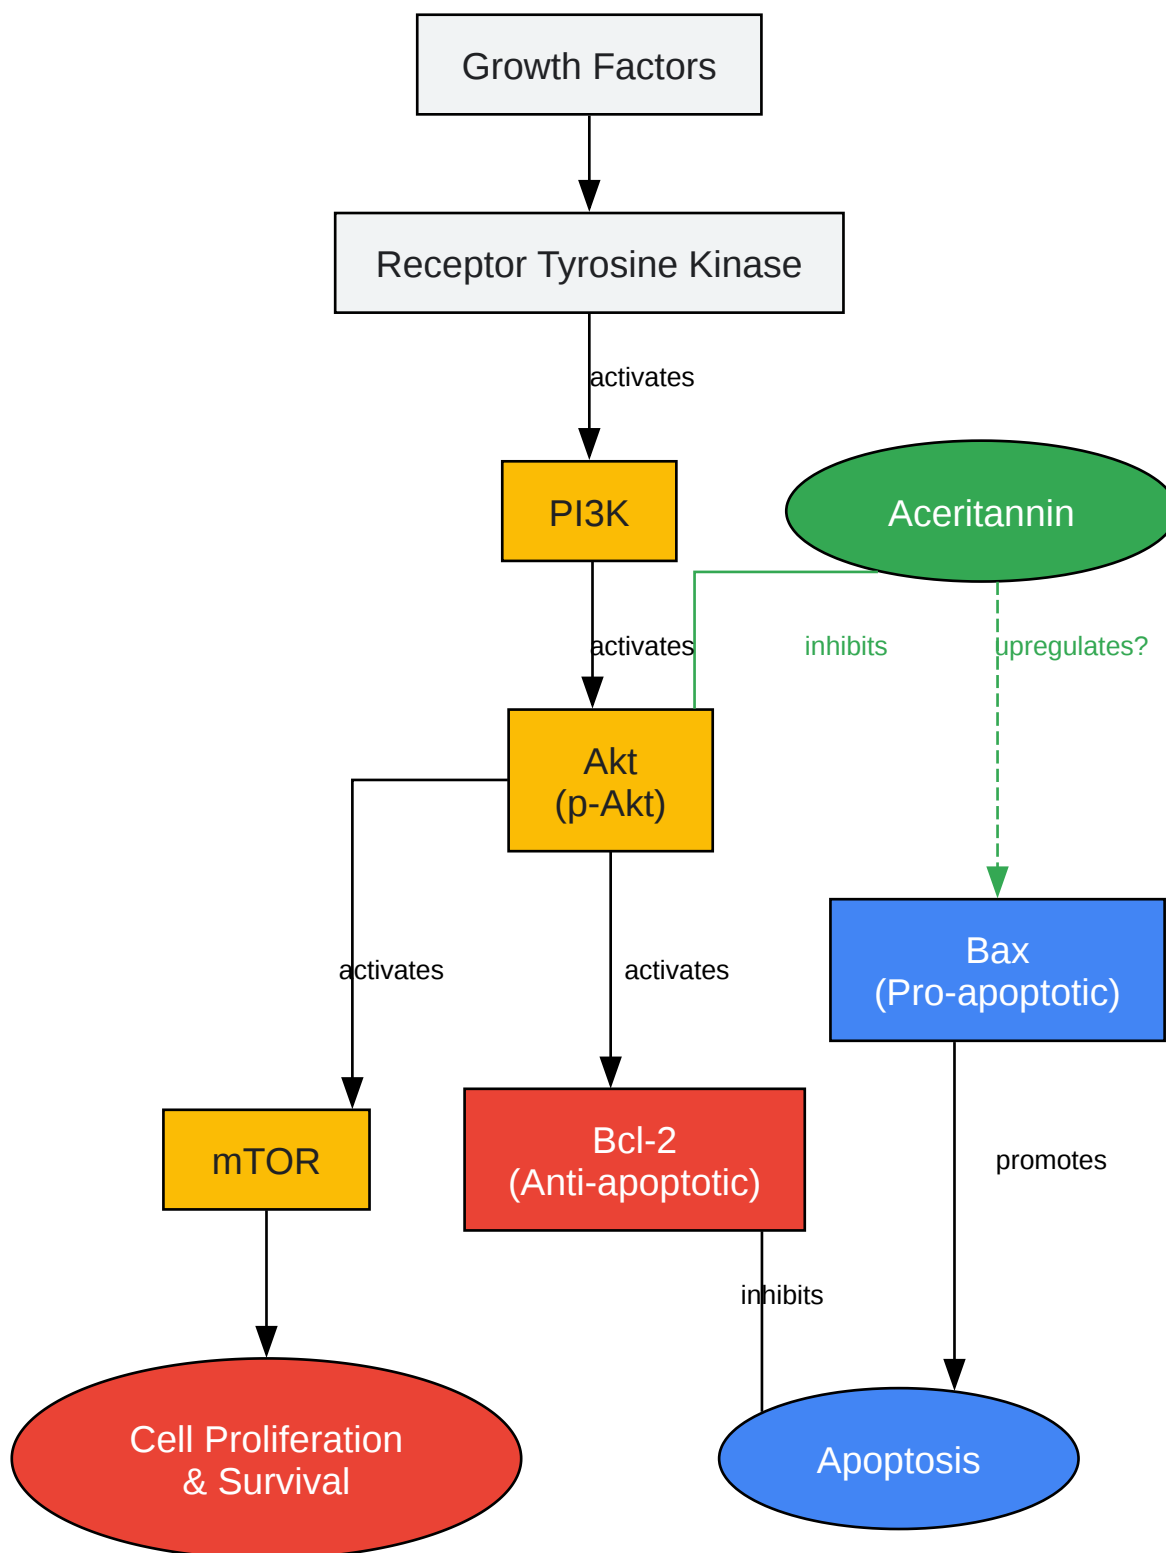 Growth Factors
Receptor Tyrosine Kinase
activates
PI3K
Aceritannin
activates
inhibits
upregulates?
Akt
(p-Akt)
activates
activates
Bax
(Pro-apoptotic)
mTOR
Bcl-2
(Anti-apoptotic)
promotes
inhibits
Cell Proliferation
& Survival
Apoptosis